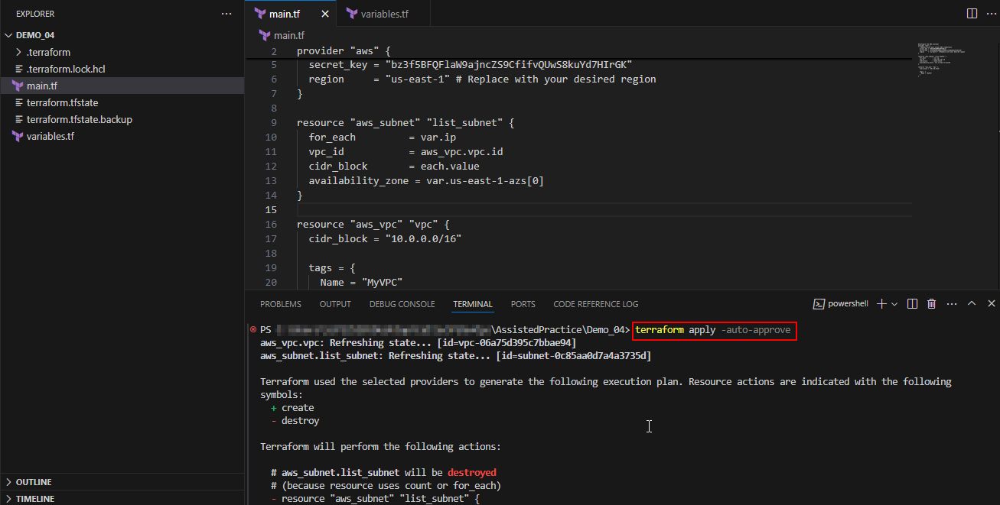 EXPLORER
DEMO_04
.terraform
.terraform.lock.hcl
main.tf
terraform.tfstate
terraform.tfstate.backup
variables.tf
OUTLINE
TIMELINE
main.tf
variables.tf
main.tf
2 provider "aws" {
5 secret_key = "bz3f5BFQFlaW9ajncZS9CfifvQUwS8kuYd7HIrGK"
6 region     = "us-east-1" # Replace with your desired region
7 }
8
9 resource "aws_subnet" "list_subnet" {
10 for_each          = var.ip
11 vpc_id            = aws_vpc.vpc.id
12 cidr_block        = each.value
13 availability_zone = var.us-east-1-azs[0]
14 }
15
16 resource "aws_vpc" "vpc" {
17 cidr_block = "10.0.0.0/16"
18
19 tags = {
20 Name = "MyVPC"
PROBLEMS OUTPUT DEBUG CONSOLE TERMINAL PORTS CODE REFERENCE LOG powershell
PS \AssistedPractice\Demo_04> terraform apply -auto-approve
aws_vpc.vpc: Refreshing state... [id=vpc-06a75d395c7bbae94]
aws_subnet.list_subnet: Refreshing state... [id=subnet-0c85aa0d7a4a3735d]
Terraform used the selected providers to generate the following execution plan. Resource actions are indicated with the following
symbols:
+ create
- destroy
Terraform will perform the following actions:
# aws_subnet.list_subnet will be destroyed
# (because resource uses count or for_each)
- resource "aws_subnet" "list_subnet" {